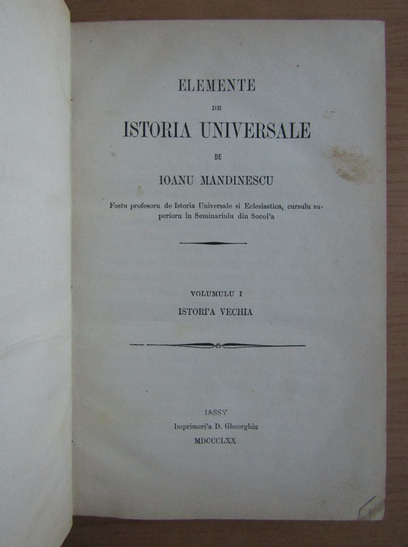 ELEMENTE
DE
ISTORIA UNIVERSALE
DE
IOANU MANDINESCU
Fostu profesoru de Istoria Universale si Eclesiastica, cursulu su-
perioru la Seminariulu din Socol'a
VOLUMULU I
ISTORI'A VECHIA
IASSY
Imprimeri'a D. Gheorghiu
MDCCCLXX